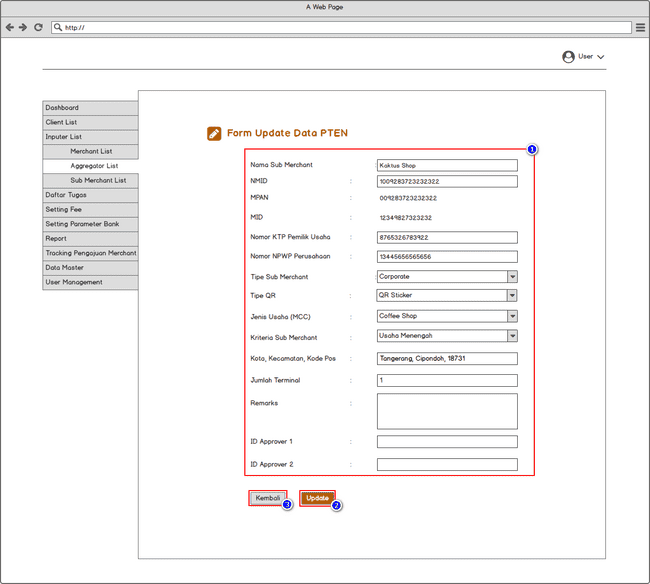 A Web Page
http://
User
Dashboard
Client List
Inputer List
Merchant List
Aggregator List
Sub Merchant List
Daftar Tugas
Setting Fee
Setting Parameter Bank
Report
Tracking Pengajuan Merchant
Data Master
User Management
Form Update Data PTEN
1
Nama Sub Merchant : Kaktus Shop
NMID : 1009283723232322
MPAN : 009283723232322
MID : 12349827323232
Nomor KTP Pemilik Usaha : 8765326783922
Nomor NPWP Perusahaan : 13445656565656
Tipe Sub Merchant : Corporate
Tipe QR : QR Sticker
Jenis Usaha (MCC) : Coffee Shop
Kriteria Sub Merchant : Usaha Menengah
Kota, Kecamatan, Kode Pos : Tangerang, Cipondoh, 18731
Jumlah Terminal : 1
Remarks :
ID Approver 1 :
ID Approver 2 :
Kembali 3 Update 2